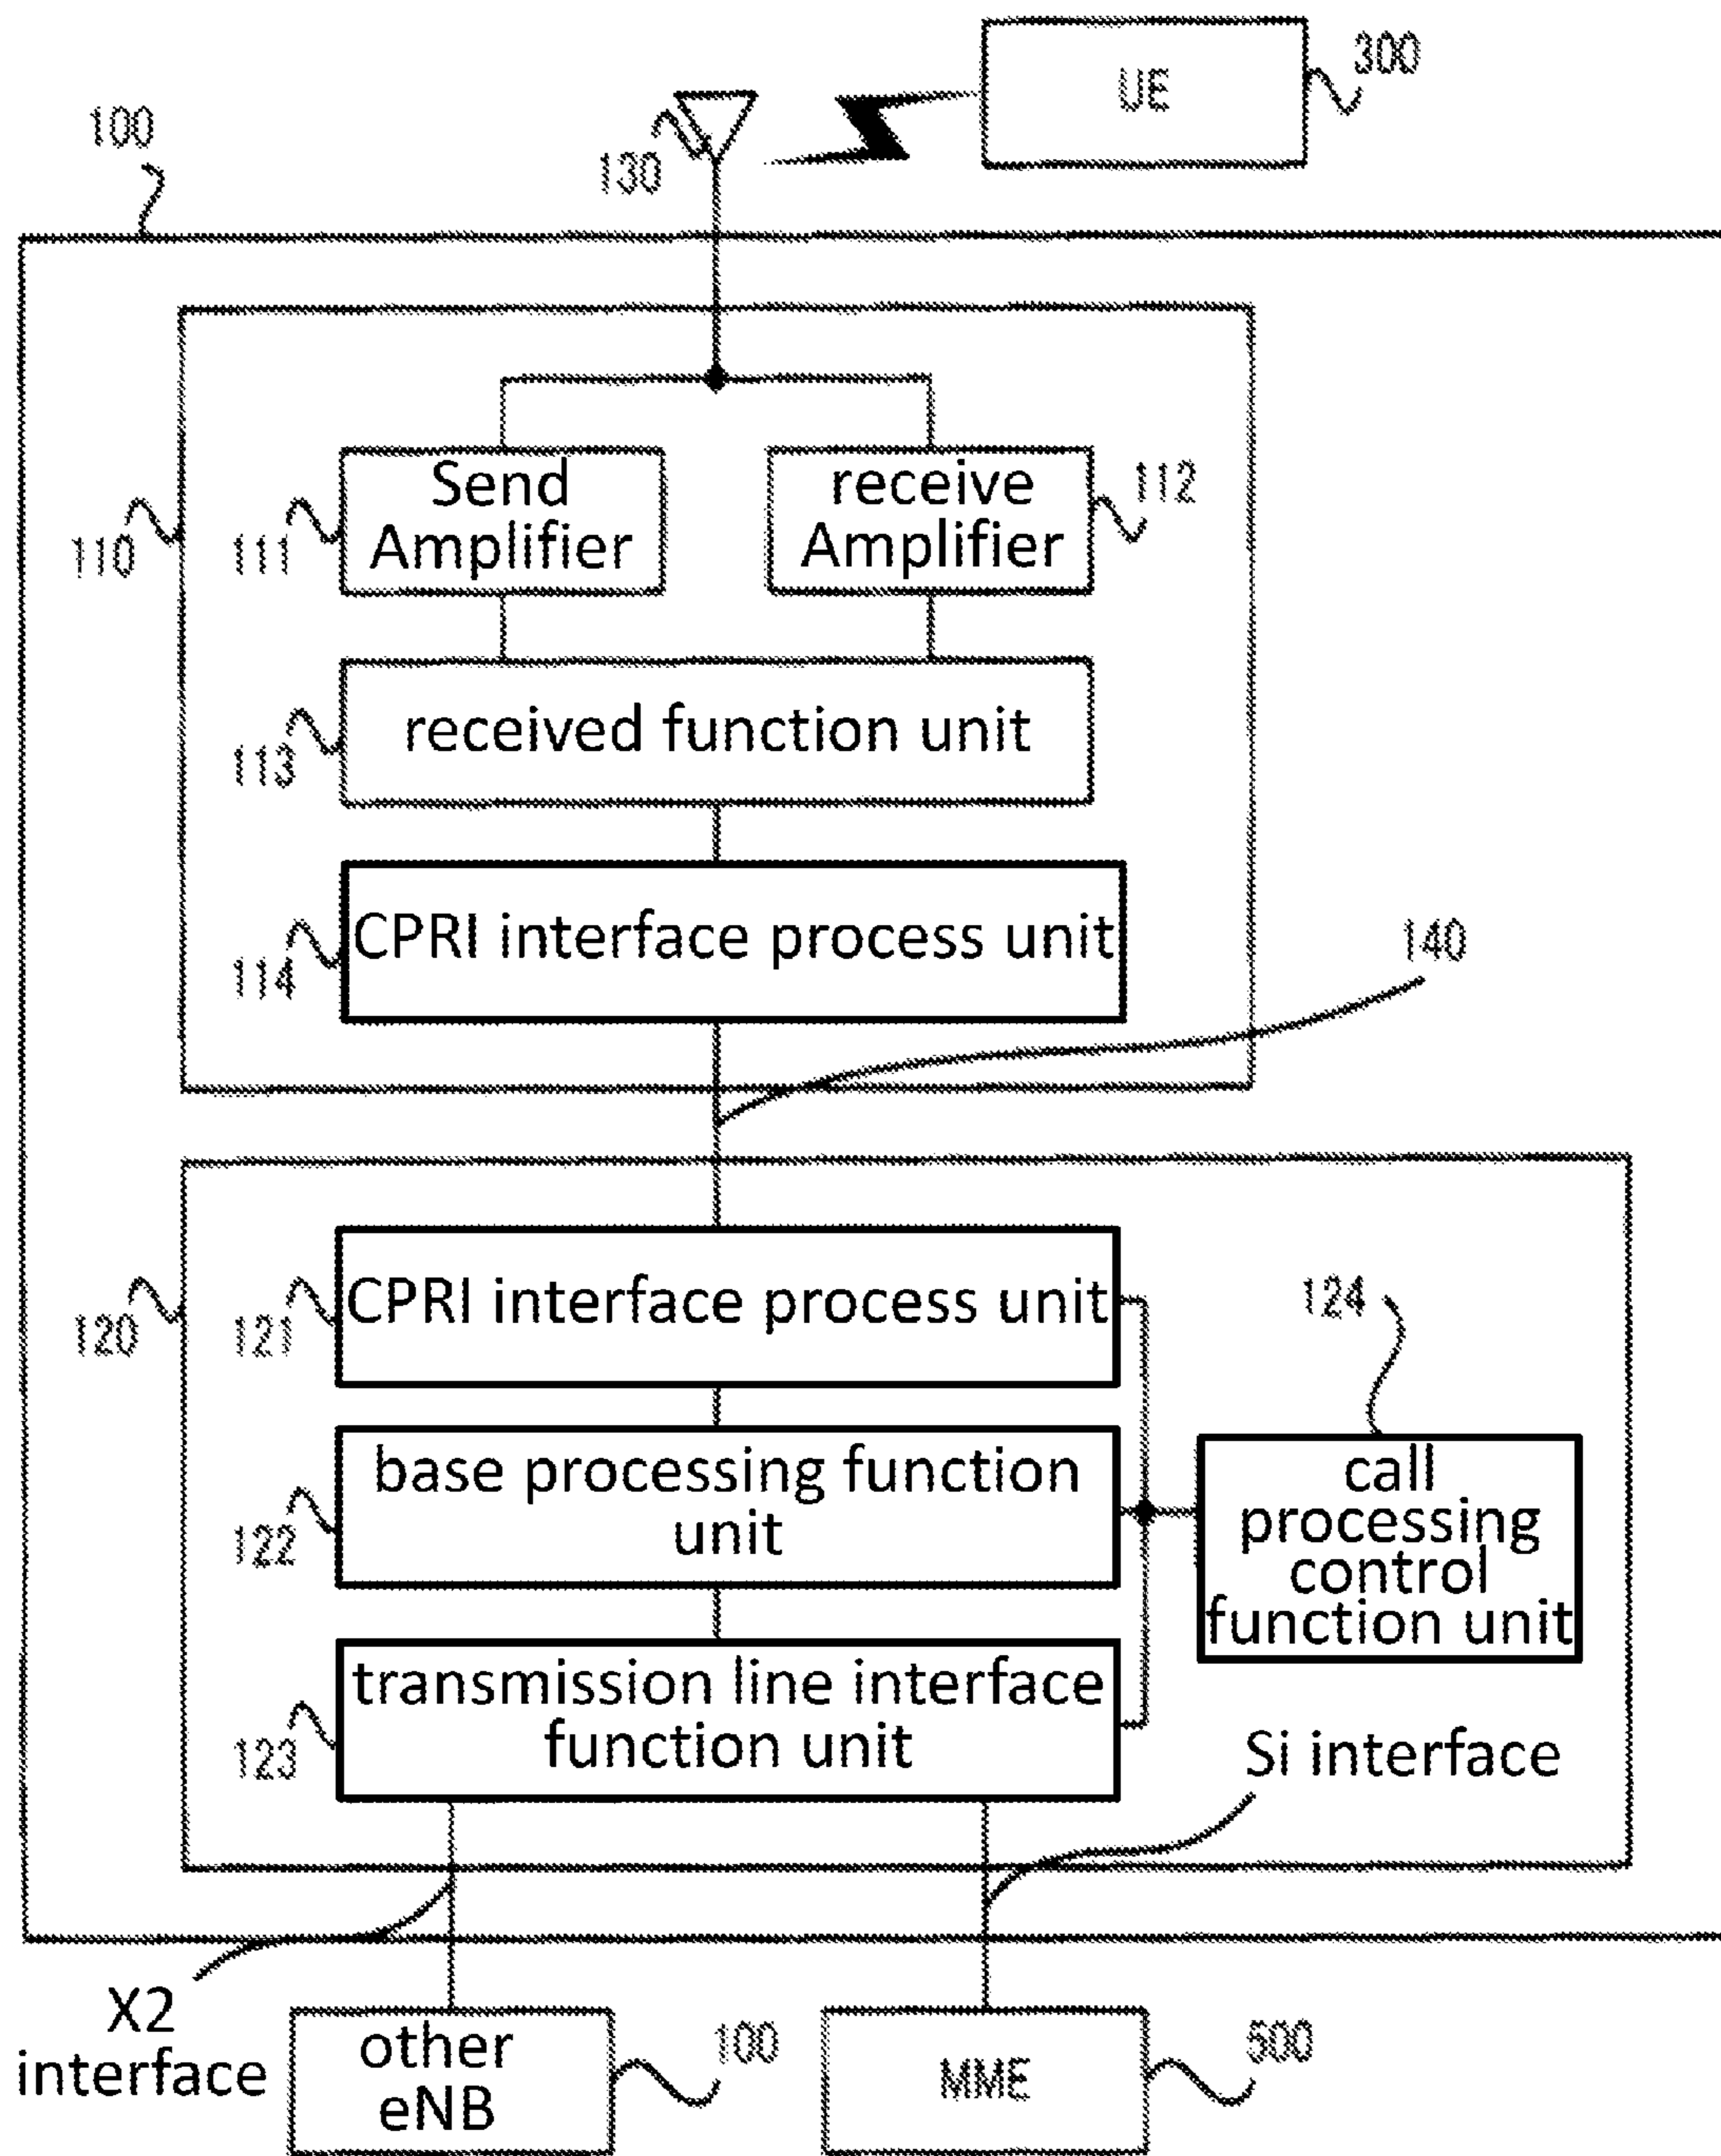 300
UE
100
130
Send
Amplifier
receive
Amplifier
112
110
111
received function unit
113
CPRI interface process unit
140
114
CPRI interface process unit
124
120
121
base processing function
unit
call
processing
control
function unit
122
transmission line interface
function unit
Si interface
123
X2
interface
other
eNB
100
MME
500